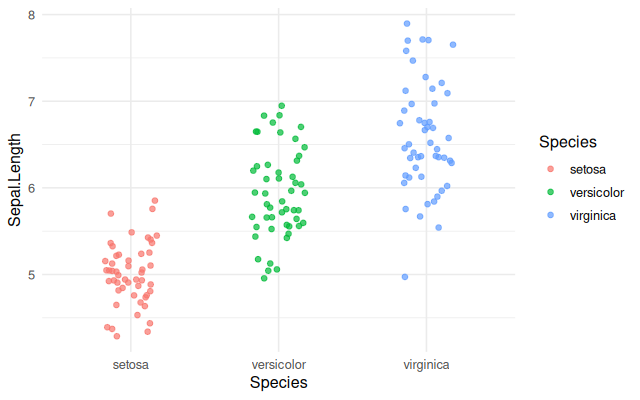 8
7
6
5
Sepal.Length
setosa
versicolor
virginica
Species
Species
setosa
versicolor
virginica